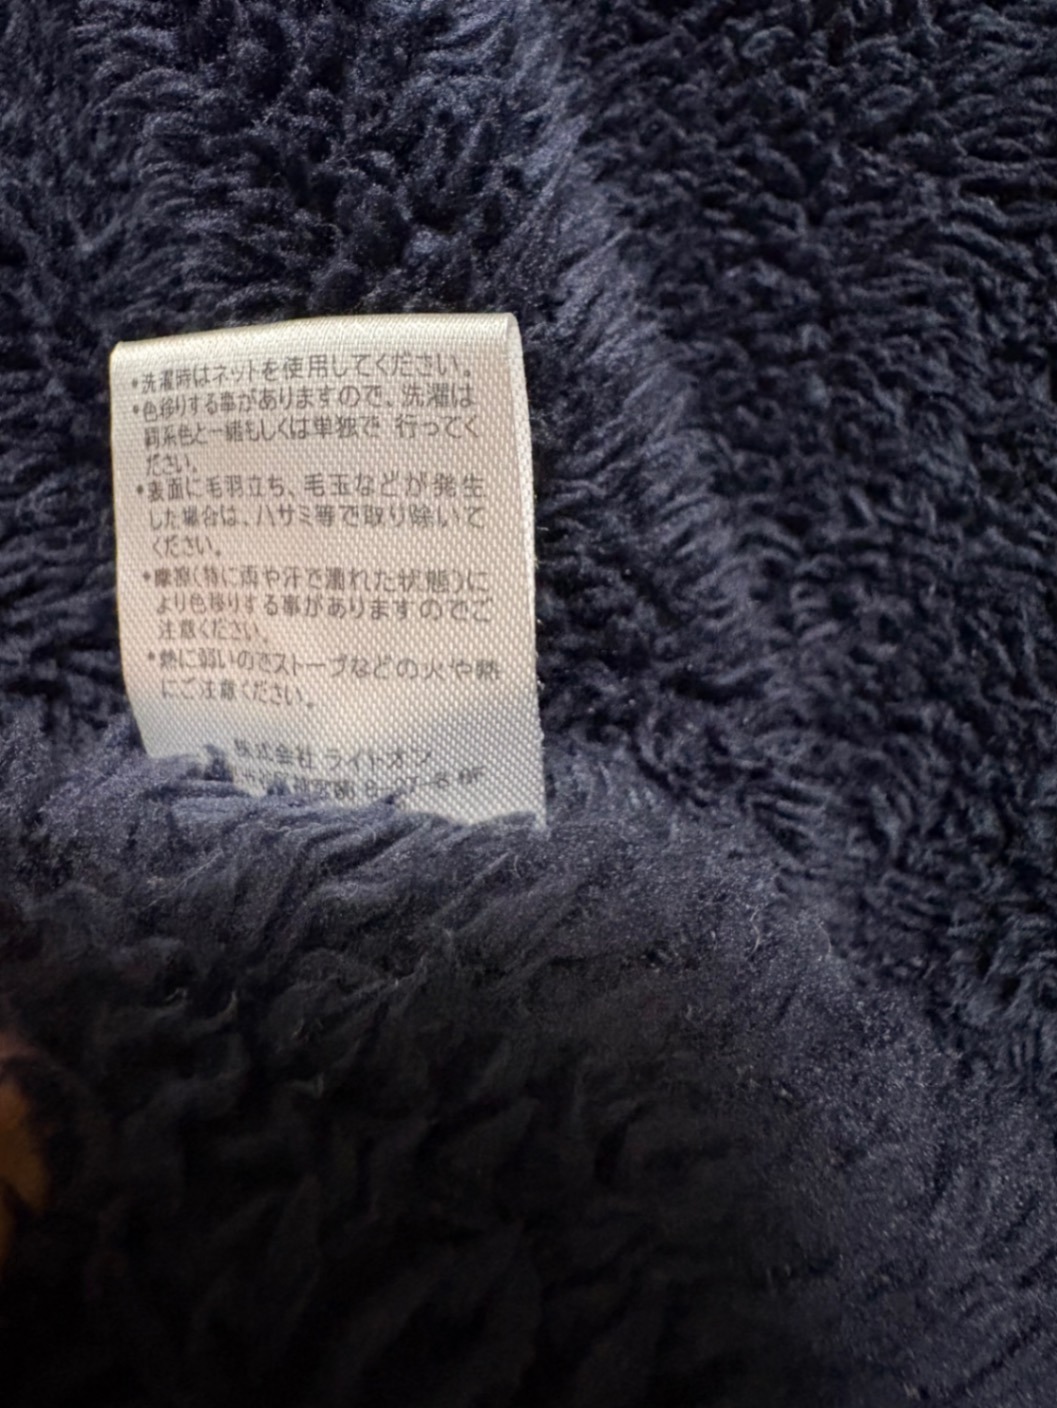 •洗濯時はネットを使用してください。
•色移りする事がありますので、洗濯は
同系色と一緒もしくは単独で 行ってく
ださい。
•表面に毛羽立ち、毛玉などが発生
した場合は、ハサミ等で取り除いて
ください。
•摩擦(特に雨や汗で濡れた状態)に
より色移りする事がありますのでご
注意ください。
•熱に弱いのでストーブなどの火や熱
にご注意ください。
株式会社 ライトオン